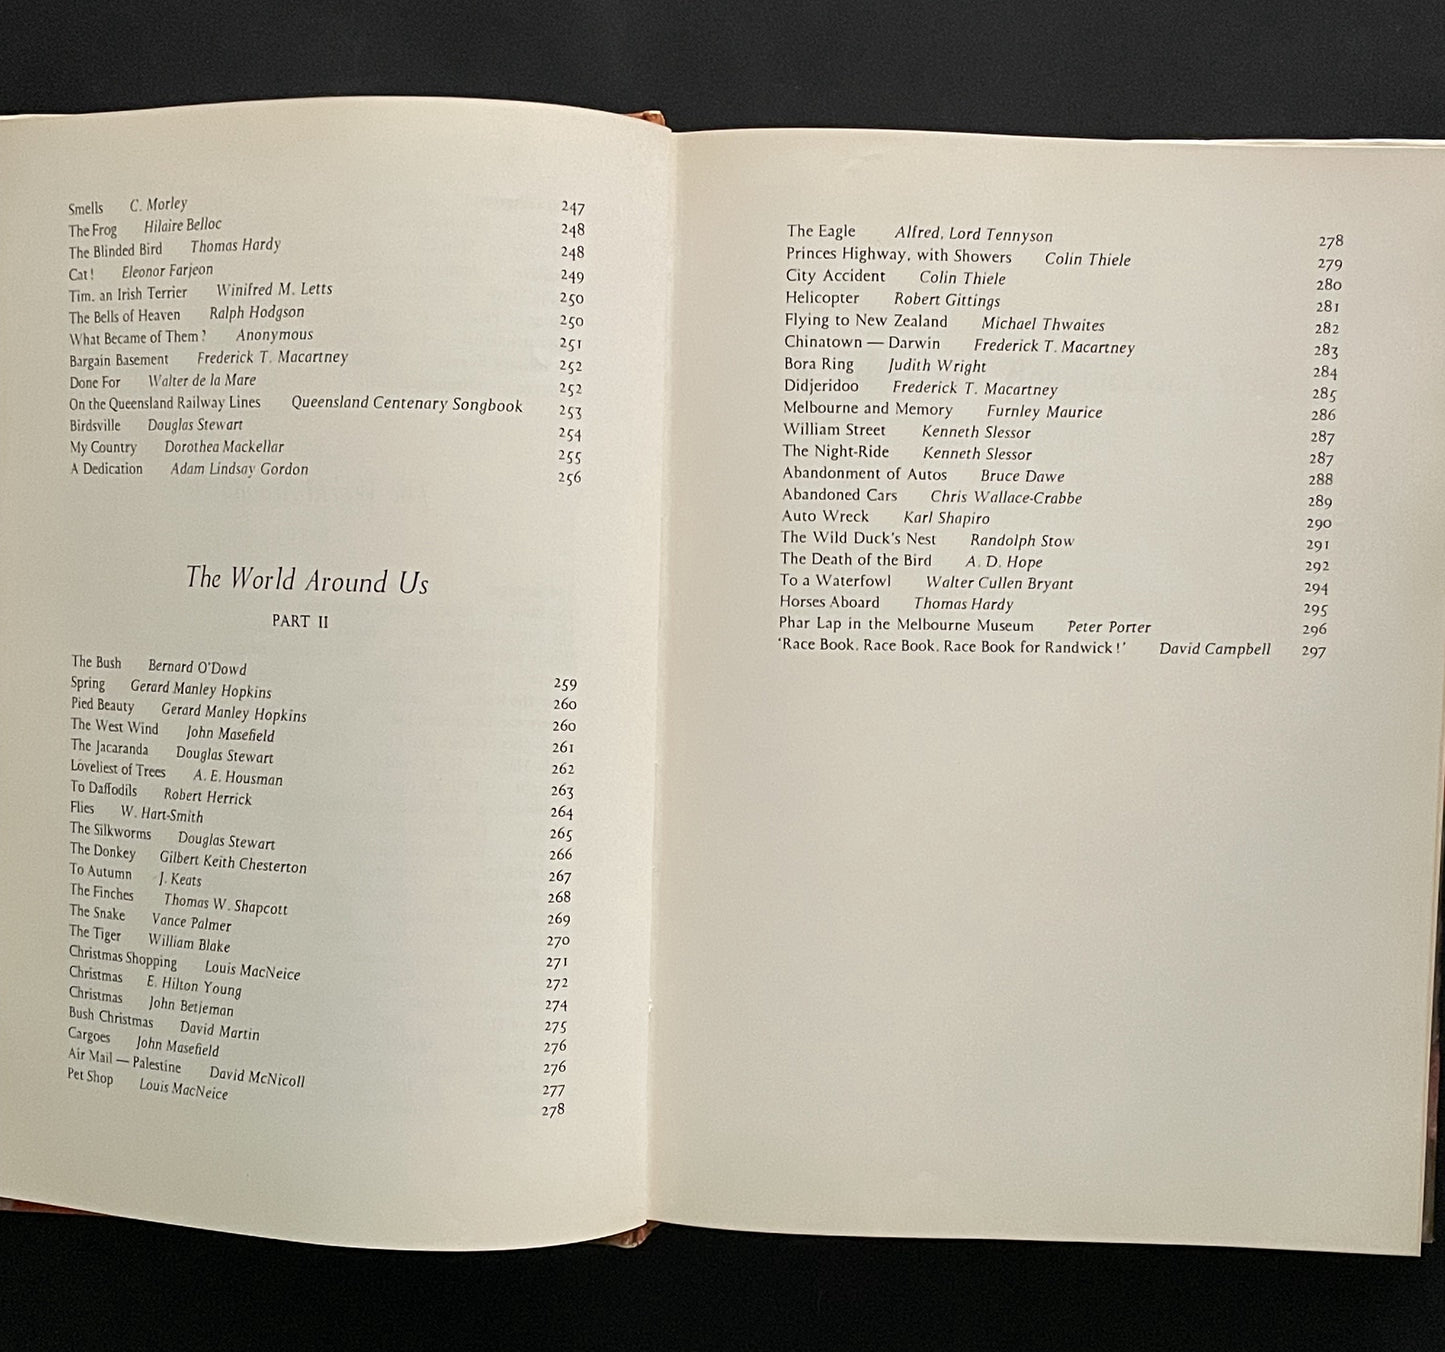 Smells C. Morley 247
The Frog Hilaire Belloc 248
The Blinded Bird Thomas Hardy 248
Cat! Eleonor Farjeon 249
Tim, an Irish Terrier Winifred M. Letts 250
The Bells of Heaven Ralph Hodgson 250
What Became of Them? Anonymous 251
Bargain Basement Frederick T. Macartney 252
Done For Walter de la Mare 252
On the Queensland Railway Lines Queensland Centenary Songbook 253
Birdsville Douglas Stewart 254
My Country Dorothea Mackellar 255
A Dedication Adam Lindsay Gordon 256
The World Around Us
PART II
The Bush Bernard O'Dowd 259
Spring Gerard Manley Hopkins 260
Pied Beauty Gerard Manley Hopkins 260
The West Wind John Masefield 261
The Jacaranda Douglas Stewart 262
Loveliest of Trees A. E. Housman 263
To Daffodils Robert Herrick 264
Flies W. Hart-Smith 265
The Silkworms Douglas Stewart 266
The Donkey Gilbert Keith Chesterton 267
To Autumn J. Keats 268
The Finches Thomas W. Shapcott 269
The Snake Vance Palmer 270
The Tiger William Blake 271
Christmas Shopping Louis MacNeice 272
Christmas E. Hilton Young 274
Christmas John Betjeman 275
Bush Christmas David Martin 276
Cargoes John Masefield 276
Air Mail — Palestine David McNicoll 277
Pet Shop Louis MacNeice 278
The Eagle Alfred, Lord Tennyson 278
Princes Highway, with Showers Colin Thiele 279
City Accident Colin Thiele 280
Helicopter Robert Gittings 281
Flying to New Zealand Michael Thwaites 282
Chinatown — Darwin Frederick T. Macartney 283
Bora Ring Judith Wright 284
Didjeridoo Frederick T. Macartney 285
Melbourne and Memory Furnley Maurice 286
William Street Kenneth Slessor 287
The Night-Ride Kenneth Slessor 287
Abandonment of Autos Bruce Dawe 288
Abandoned Cars Chris Wallace-Crabbe 289
Auto Wreck Karl Shapiro 290
The Wild Duck's Nest Randolph Stow 291
The Death of the Bird A. D. Hope 292
To a Waterfowl Walter Cullen Bryant 294
Horses Aboard Thomas Hardy 295
Phar Lap in the Melbourne Museum Peter Porter 296
'Race Book, Race Book, Race Book for Randwick!' David Campbell 297